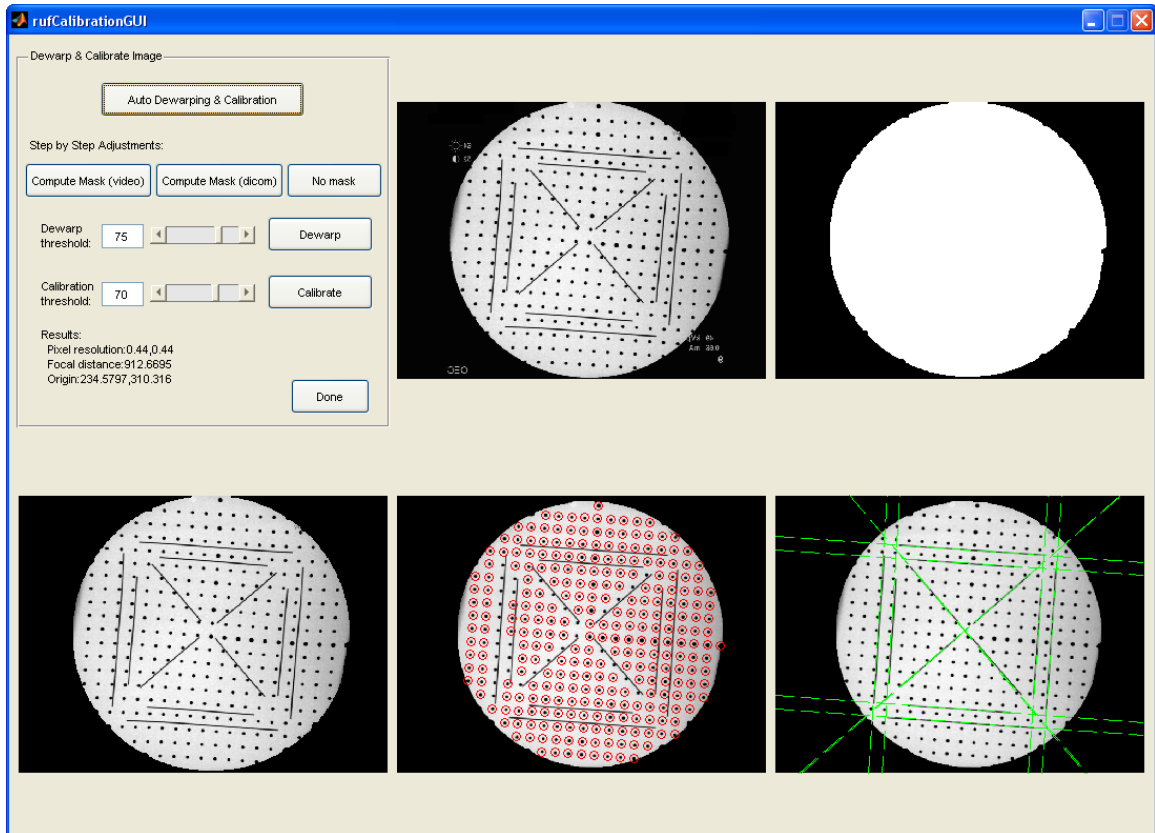 rufCalibrationGUI
Dewarp & Calibrate Image
Auto Dewarping & Calibration
Step by Step Adjustments:
Compute Mask (video)
Compute Mask (dicom)
No mask
Dewarp
threshold:
75
Dewarp
Calibration
threshold:
70
Calibrate
Results:
Pixel resolution:0.44,0.44
Focal distance:912.6695
Origin:234.5797,310.316
Done
OEC